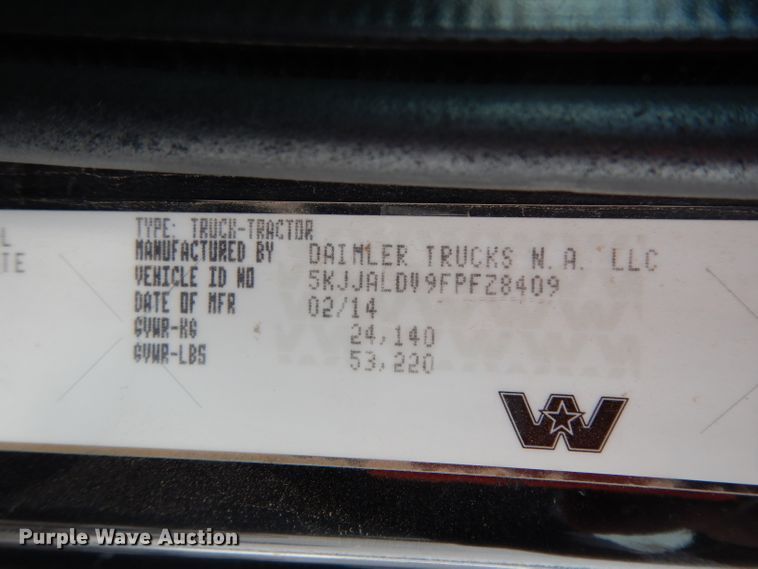 L
TE
TYPE: TRUCK-TRACTOR
MANUFACTURED BY DAIMLER TRUCKS N.A. LLC
VEHICLE ID NO 5KJJALDV9FPFZ8409
DATE OF MFR 02/14
GVWR-KG 24,140
GVWR-LBS 53,220
W
Purple Wave Auction